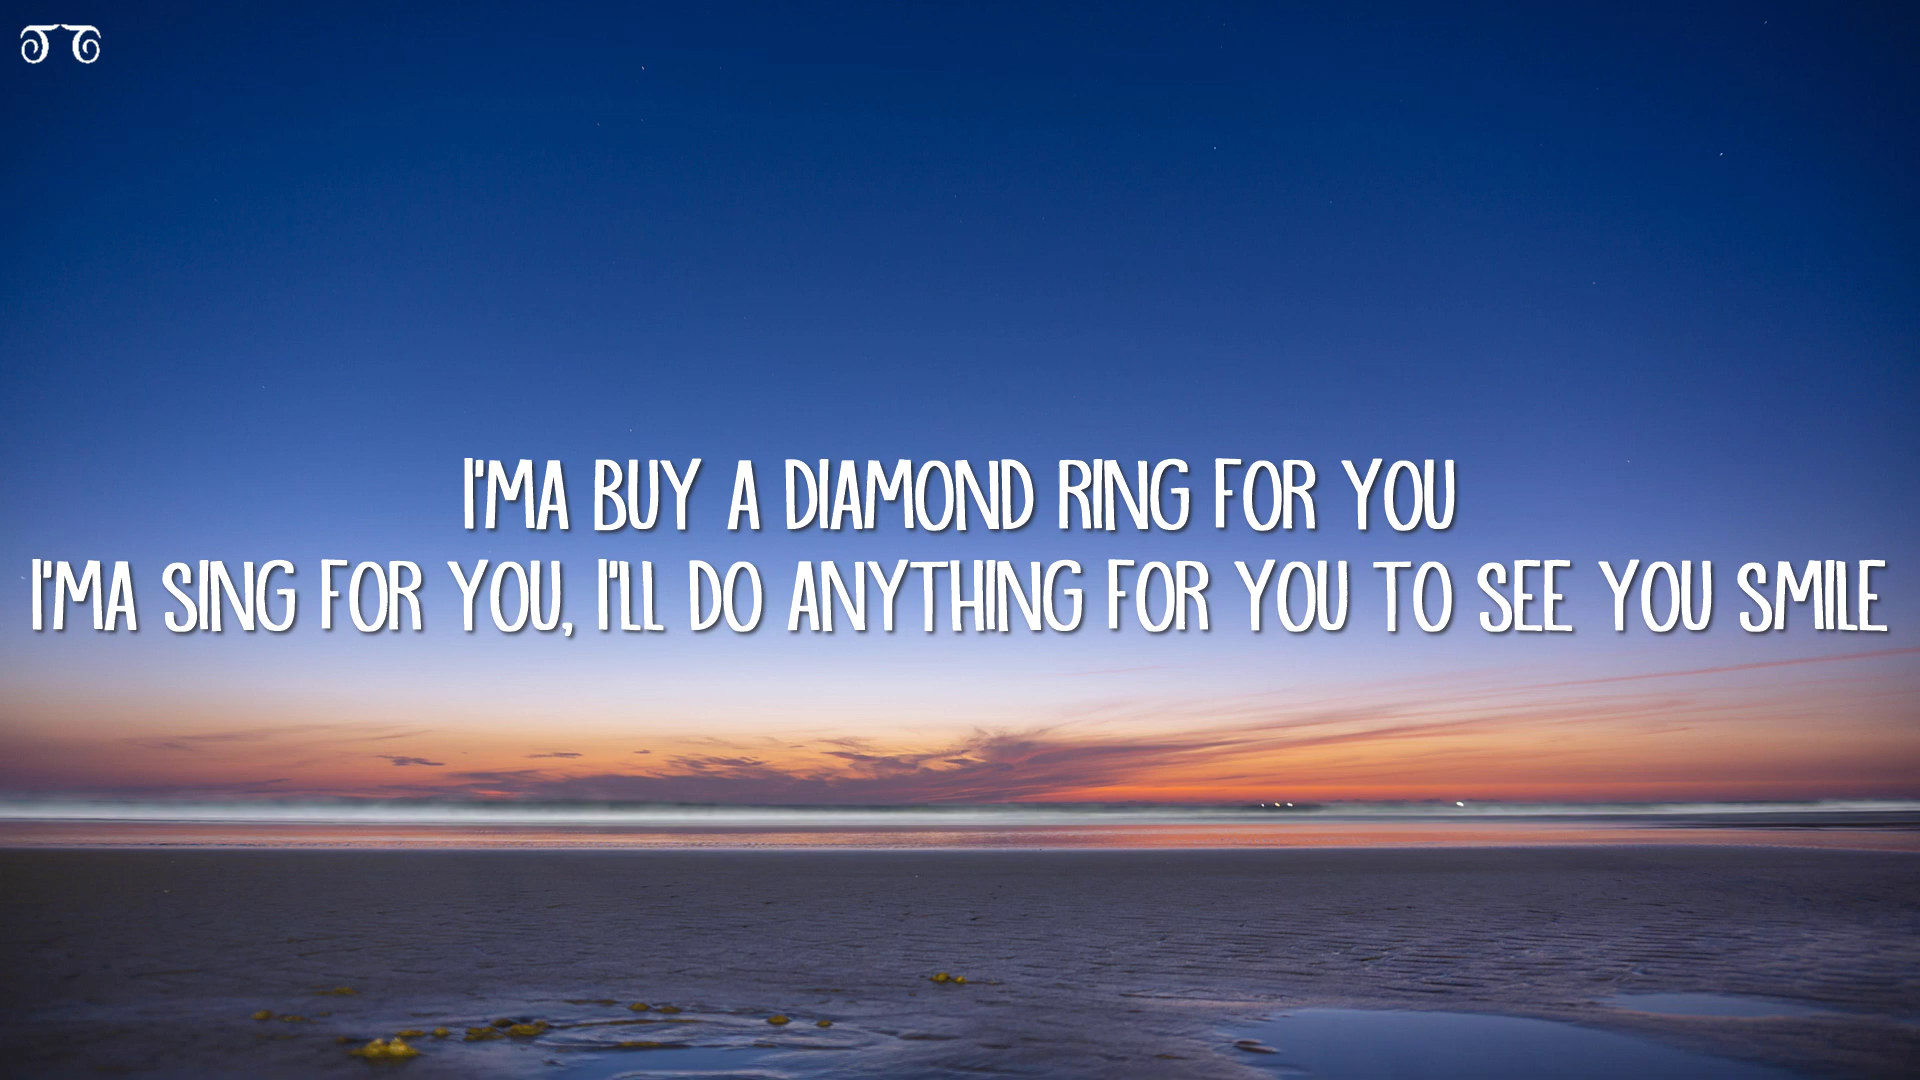 I'MA BUY A DIAMOND RING FOR YOU
I'MA SING FOR YOU, I'LL DO ANYTHING FOR YOU TO SEE YOU SMILE